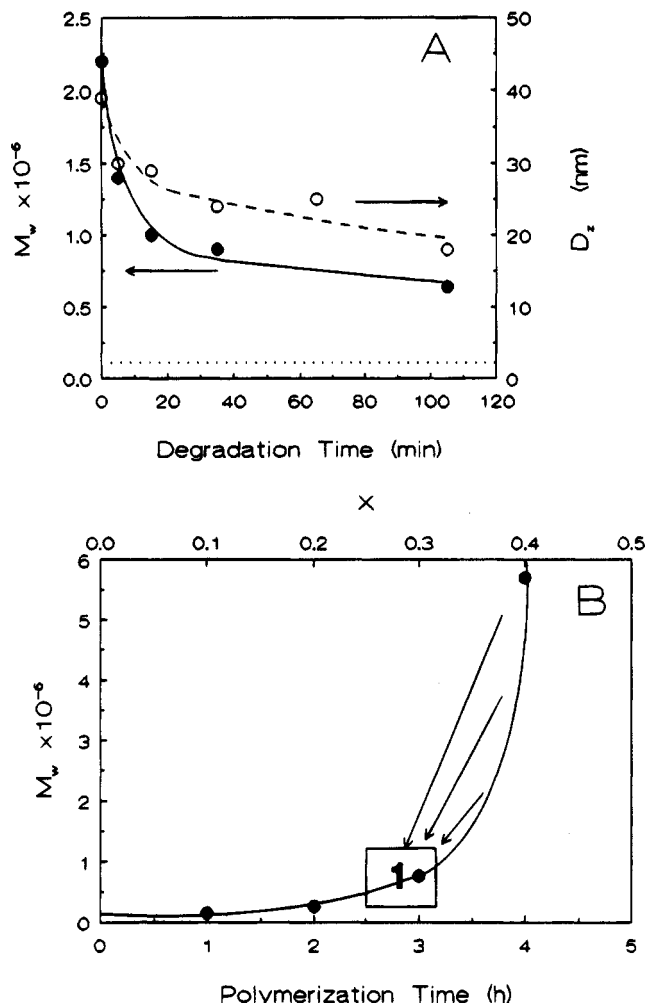 A
2.5
2.0
1.5
1.0
0.5
0.0
M_w ×10⁻⁶
50
40
30
20
10
0
D_z (nm)
0 20 40 60 80 100 120
Degradation Time (min)
×
0.0 0.1 0.2 0.3 0.4 0.5
B
6
5
4
3
2
1
0
M_w ×10⁻⁶
1
0 1 2 3 4 5
Polymerization Time (h)